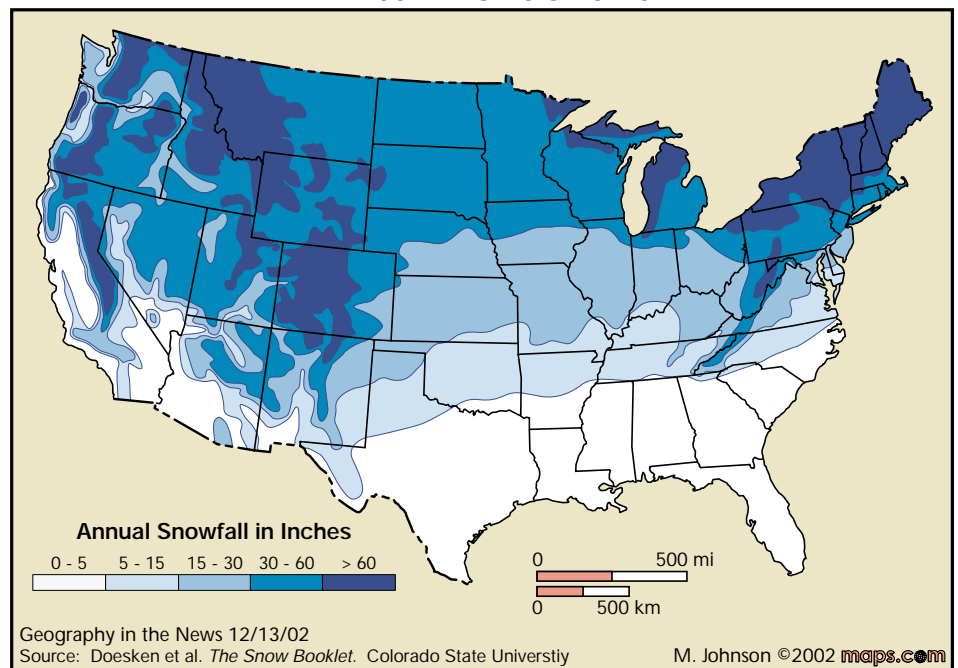 Annual Snowfall in Inches
0 - 5 5 - 15 15 - 30 30 - 60 > 60
0 500 mi
0 500 km
Geography in the News 12/13/02
Source: Doesken et al. The Snow Booklet. Colorado State Universtiy
M. Johnson ©2002 maps.com